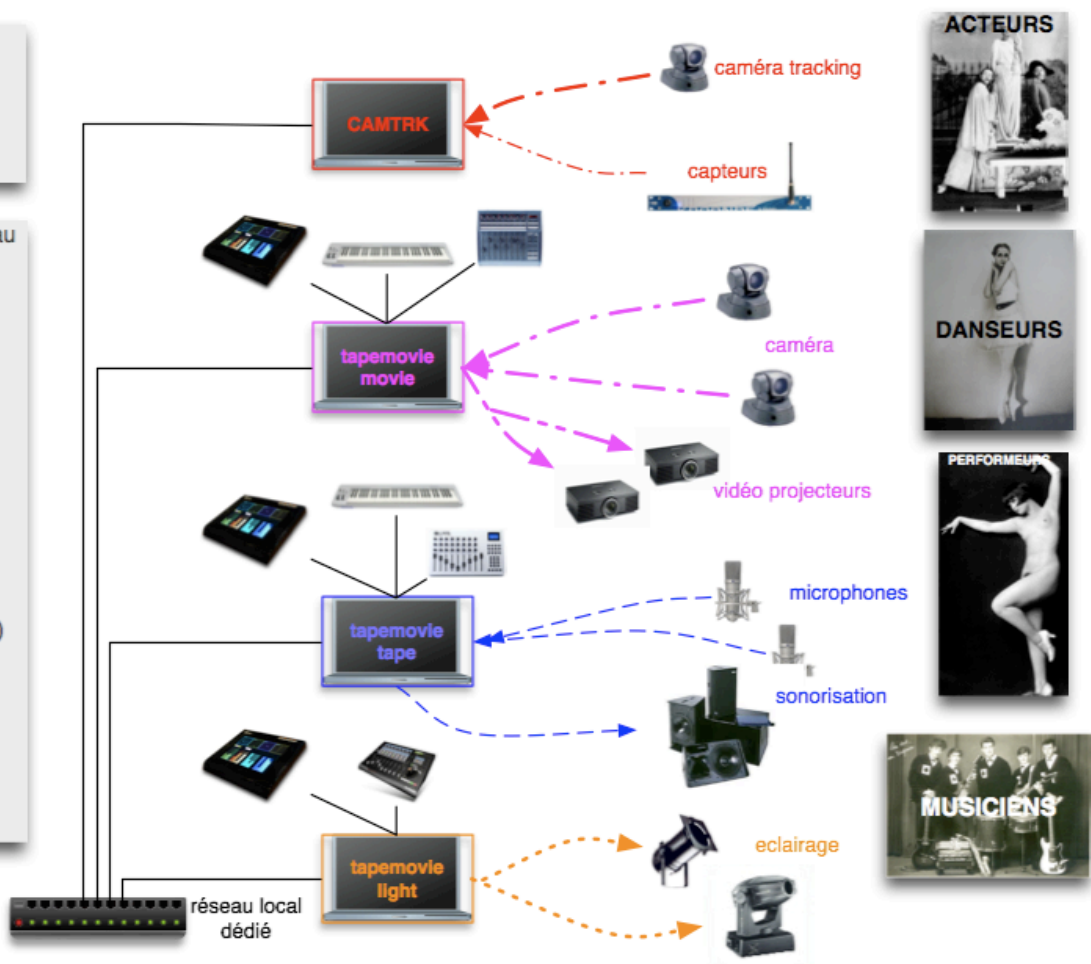 ACTEURS
caméra tracking
CAMTRK
capteurs
DANSEURS
caméra
tapemovie
movie
PERFORMEURS
vidéo projecteurs
microphones
tapemovie
tape
sonorisation
MUSICIENS
eclairage
tapemovie
light
réseau local
dédié